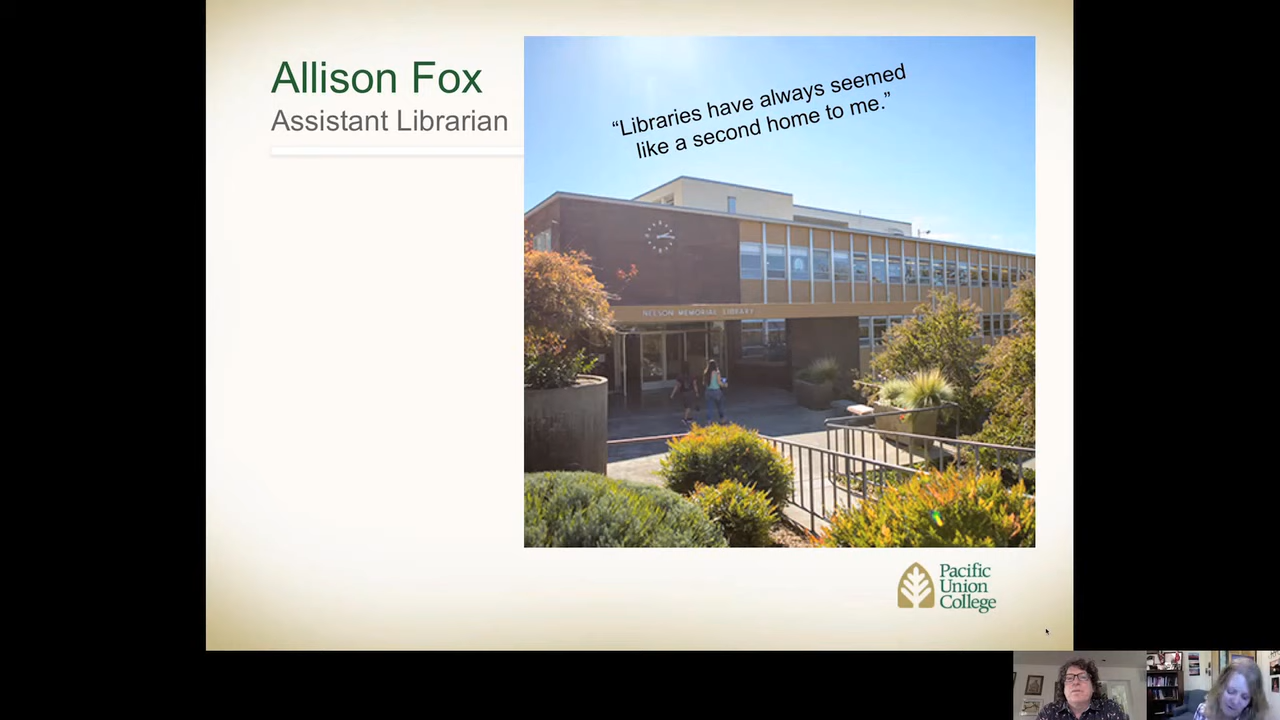 Allison Fox
Assistant Librarian
“Libraries have always seemed
like a second home to me.”
NELSON MEMORIAL LIBRARY
Pacific
Union
College